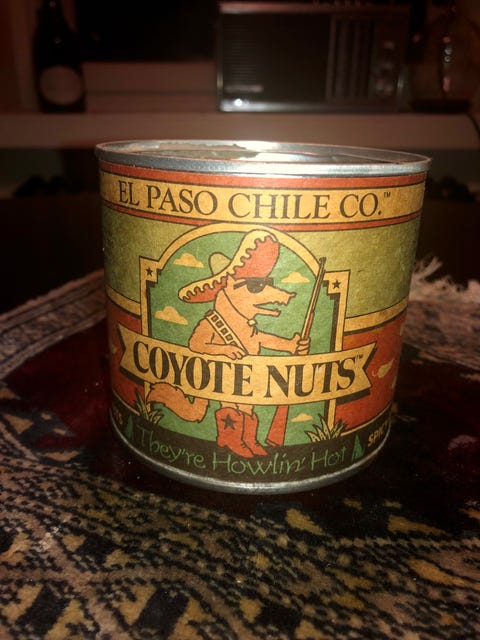 EL PASO CHILE CO.™
COYOTE NUTS™
They're Howlin' Hot